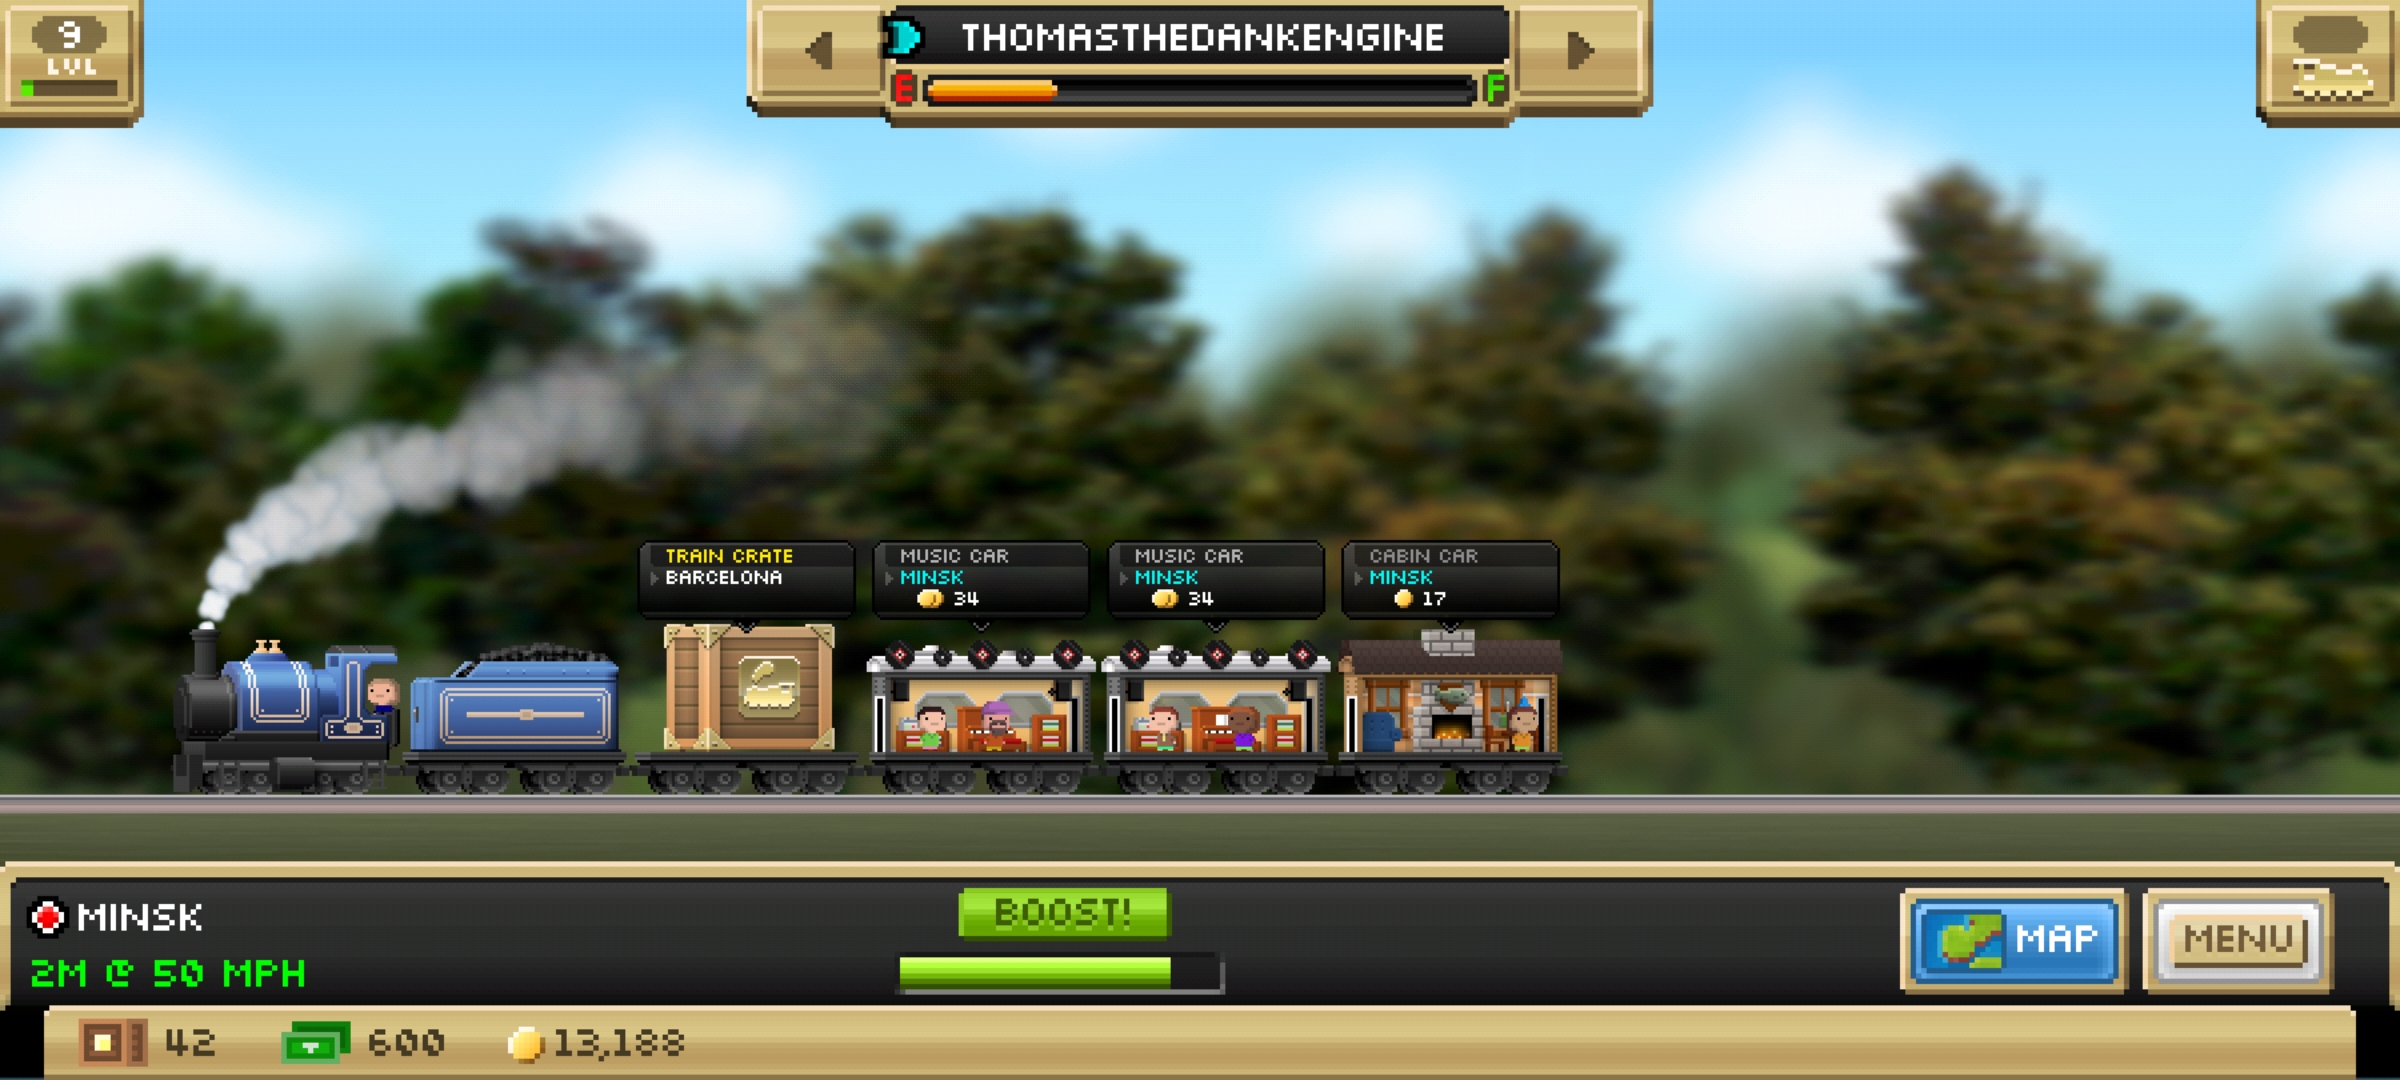 9
LVL
THOMASTHEDANKENGINE
E
F
TRAIN CRATE
BARCELONA
MUSIC CAR
MINSK
34
MUSIC CAR
MINSK
34
CABIN CAR
MINSK
17
MINSK
2M @ 50 MPH
BOOST!
MAP
MENU
42
600
13,188